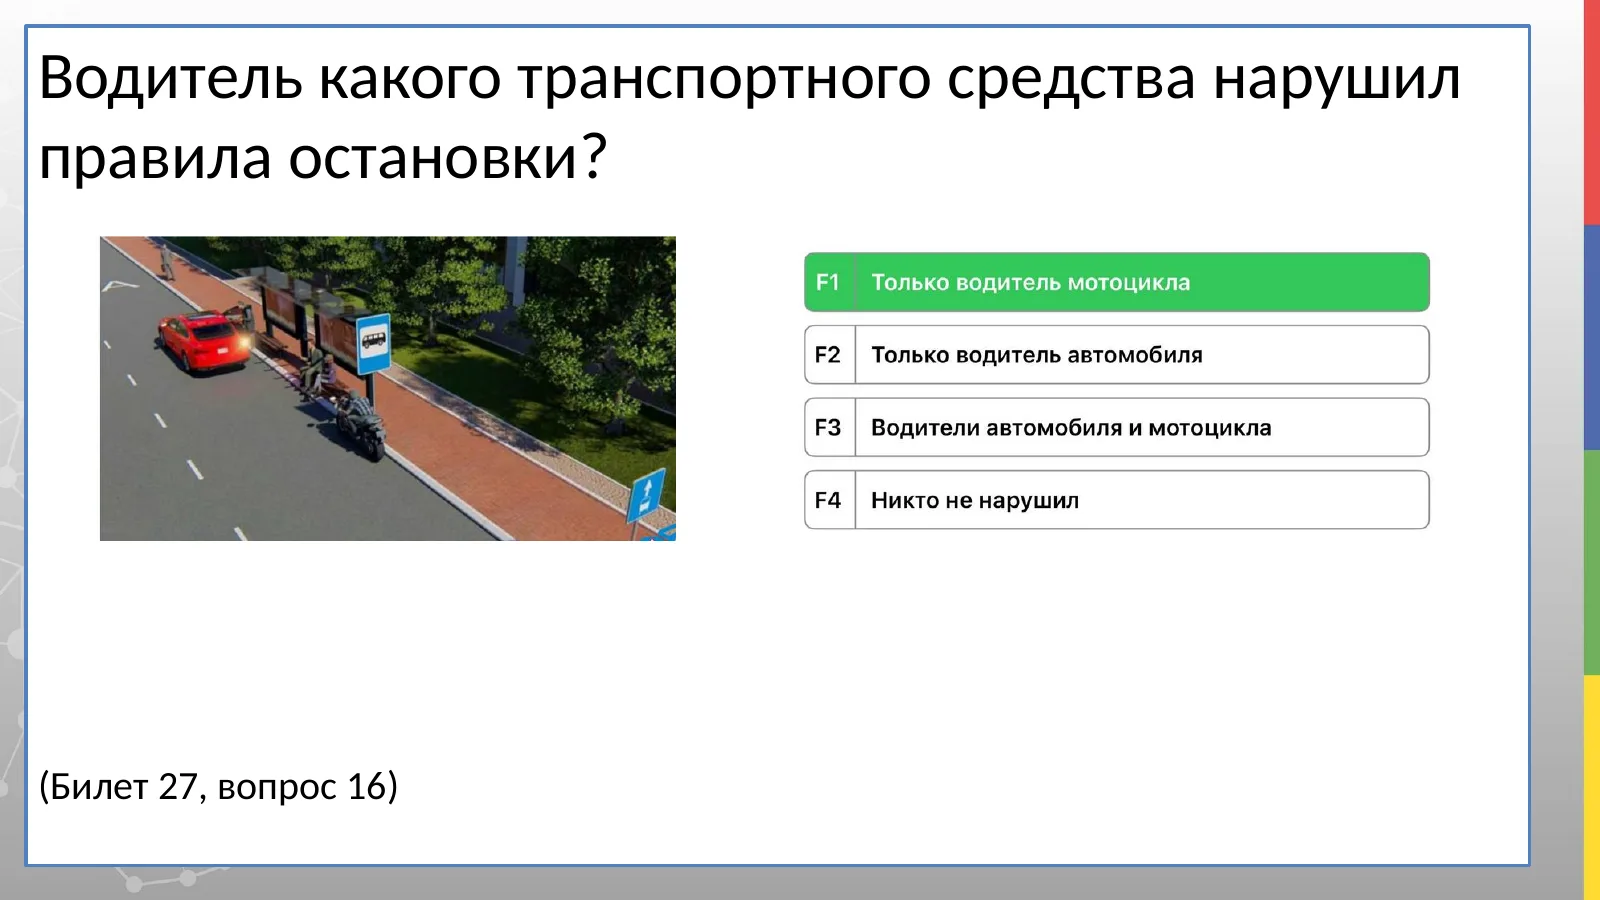 Водитель какого транспортного средства нарушил
правила остановки?
F1 Только водитель мотоцикла
F2 Только водитель автомобиля
F3 Водители автомобиля и мотоцикла
F4 Никто не нарушил
(Билет 27, вопрос 16)